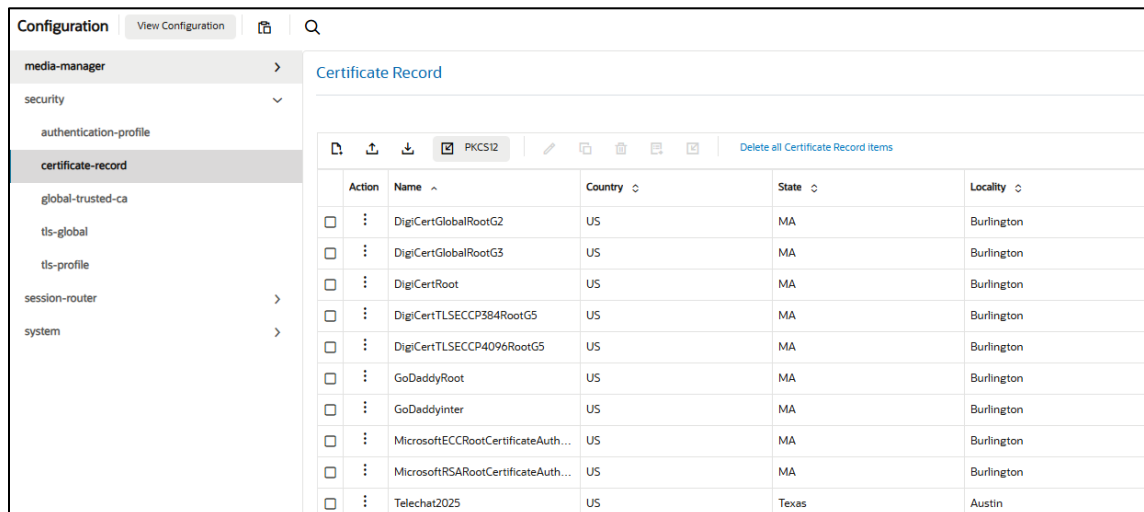 Configuration View Configuration
media-manager
security
authentication-profile
certificate-record
global-trusted-ca
tls-global
tls-profile
session-router
system
Certificate Record
PKCS12 Delete all Certificate Record items
Action Name Country State Locality
DigiCertGlobalRootG2 US MA Burlington
DigiCertGlobalRootG3 US MA Burlington
DigiCertRoot US MA Burlington
DigiCertTLSECCP384RootG5 US MA Burlington
DigiCertTLSECCP4096RootG5 US MA Burlington
GoDaddyRoot US MA Burlington
GoDaddyinter US MA Burlington
MicrosoftECCRootCertificateAuth... US MA Burlington
MicrosoftRSARootCertificateAuth... US MA Burlington
Telechat2025 US Texas Austin